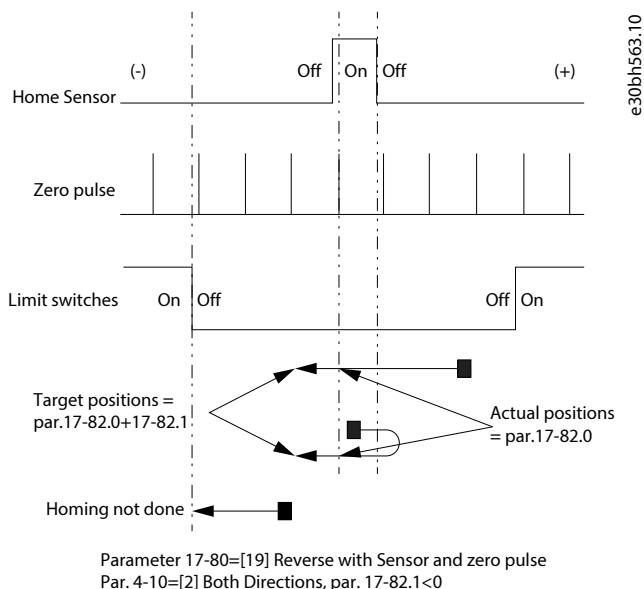 e30bh563.10
(-) Off On Off (+)
Home Sensor
Zero pulse
Limit switches On Off Off On
Target positions =
par.17-82.0+17-82.1
Actual positions
= par.17-82.0
Homing not done
Parameter 17-80=[19] Reverse with Sensor and zero pulse
Par. 4-10=[2] Both Directions, par. 17-82.1<0